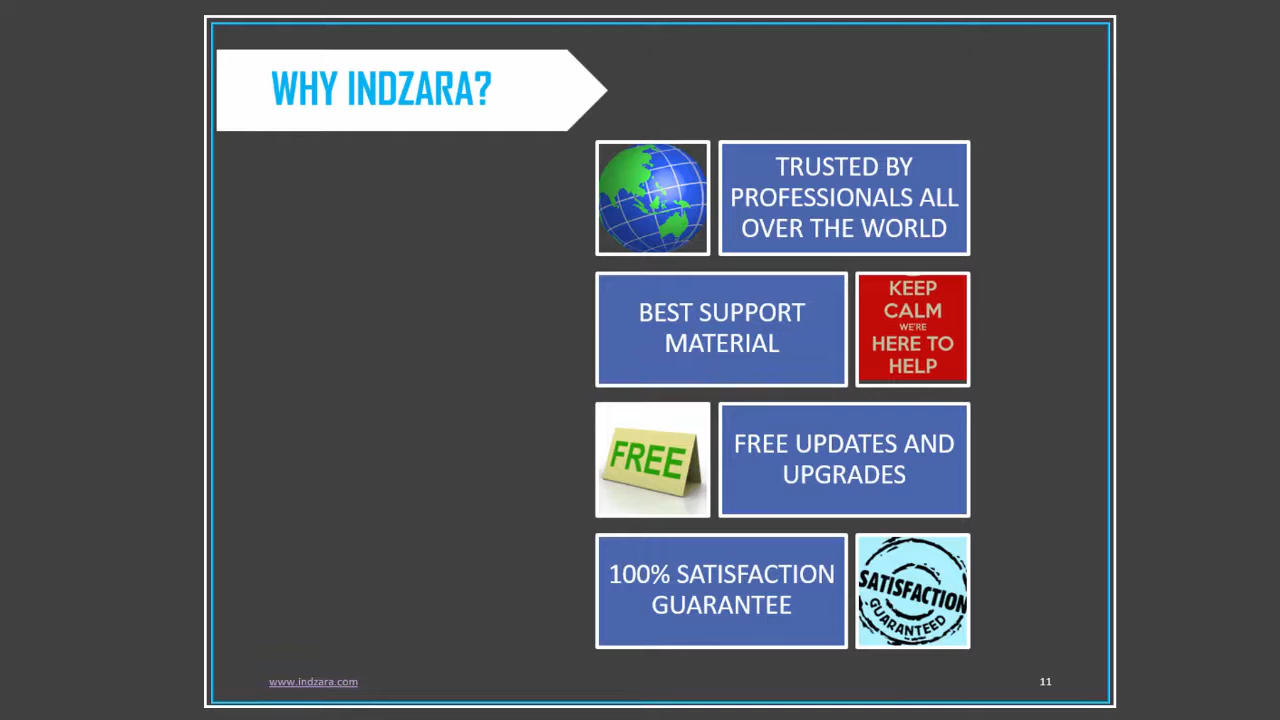 WHY INDZARA?
TRUSTED BY
PROFESSIONALS ALL
OVER THE WORLD
BEST SUPPORT
MATERIAL
KEEP
CALM
WE'RE
HERE TO
HELP
FREE
FREE UPDATES AND
UPGRADES
100% SATISFACTION
GUARANTEE
SATISFACTION
GUARANTEED
www.indzara.com
11